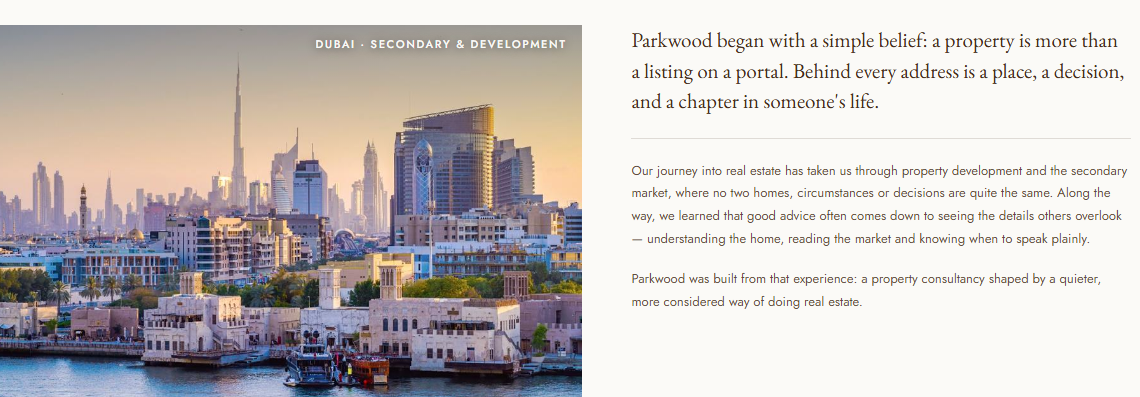 DUBAI - SECONDARY & DEVELOPMENT
Parkwood began with a simple belief: a property is more than
a listing on a portal. Behind every address is a place, a decision,
and a chapter in someone's life.
Our journey into real estate has taken us through property development and the secondary
market, where no two homes, circumstances or decisions are quite the same. Along the
way, we learned that good advice often comes down to seeing the details others overlook
— understanding the home, reading the market and knowing when to speak plainly.
Parkwood was built from that experience: a property consultancy shaped by a quieter,
more considered way of doing real estate.